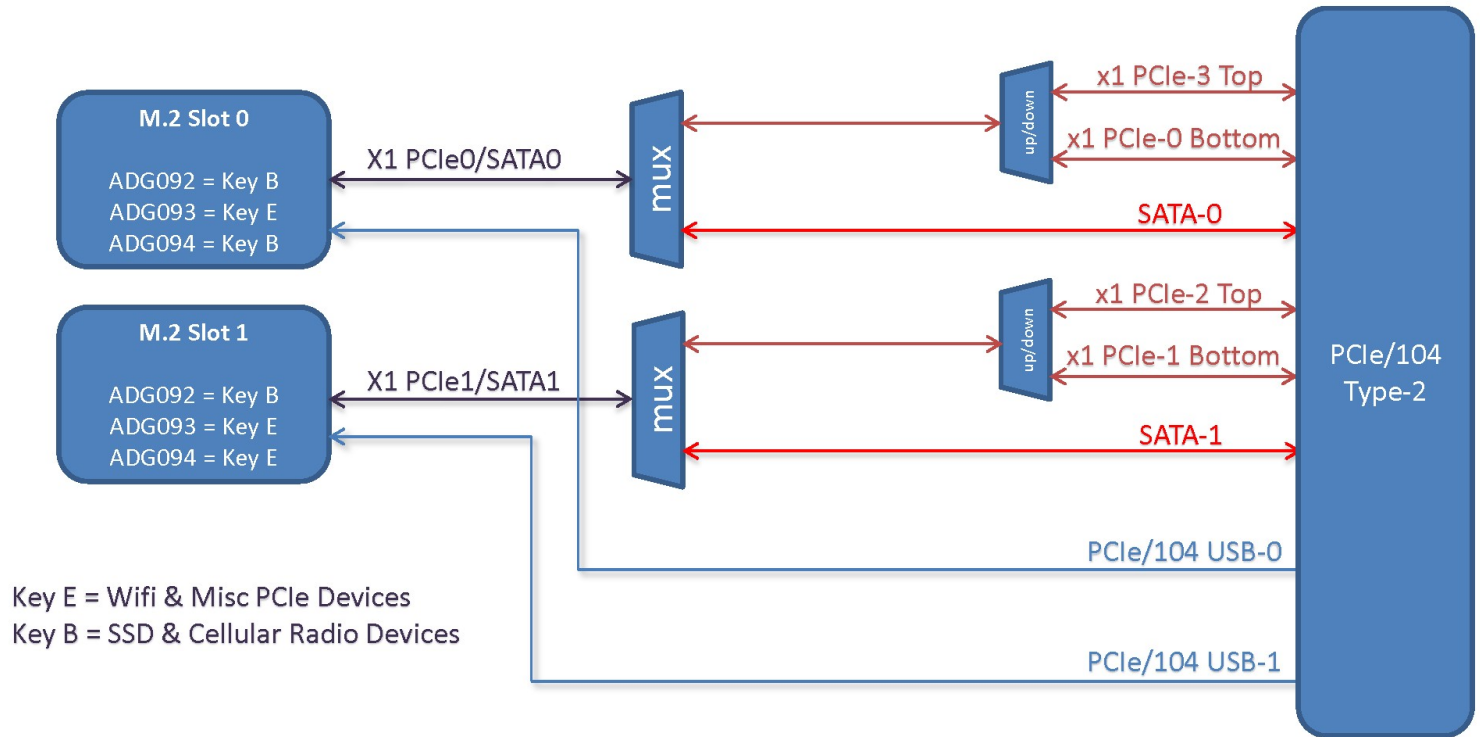 M.2 Slot 0
ADG092 = Key B
ADG093 = Key E
ADG094 = Key B
X1 PCIe0/SATA0
mux
up/down
x1 PCIe-3 Top
x1 PCIe-0 Bottom
SATA-0
M.2 Slot 1
ADG092 = Key B
ADG093 = Key E
ADG094 = Key E
X1 PCIe1/SATA1
mux
up/down
x1 PCIe-2 Top
x1 PCIe-1 Bottom
SATA-1
PCIe/104
Type-2
PCIe/104 USB-0
PCIe/104 USB-1
Key E = Wifi & Misc PCIe Devices
Key B = SSD & Cellular Radio Devices